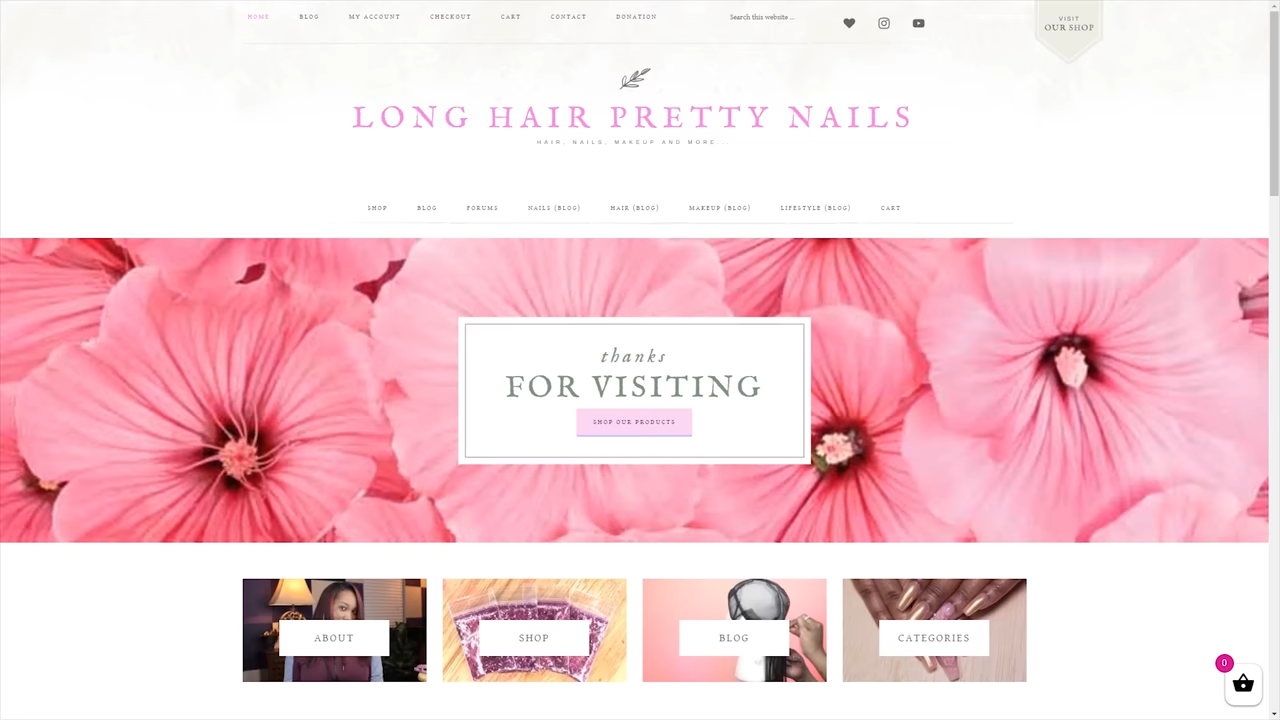 HOME BLOG MY ACCOUNT CHECKOUT CART CONTACT DONATION Search this website ...
VISIT
OUR SHOP
LONG HAIR PRETTY NAILS
HAIR, NAILS, MAKEUP AND MORE...
SHOP BLOG FORUMS NAILS (BLOG) HAIR (BLOG) MAKEUP (BLOG) LIFESTYLE (BLOG) CART
thanks
FOR VISITING
SHOP OUR PRODUCTS
ABOUT SHOP BLOG CATEGORIES
0